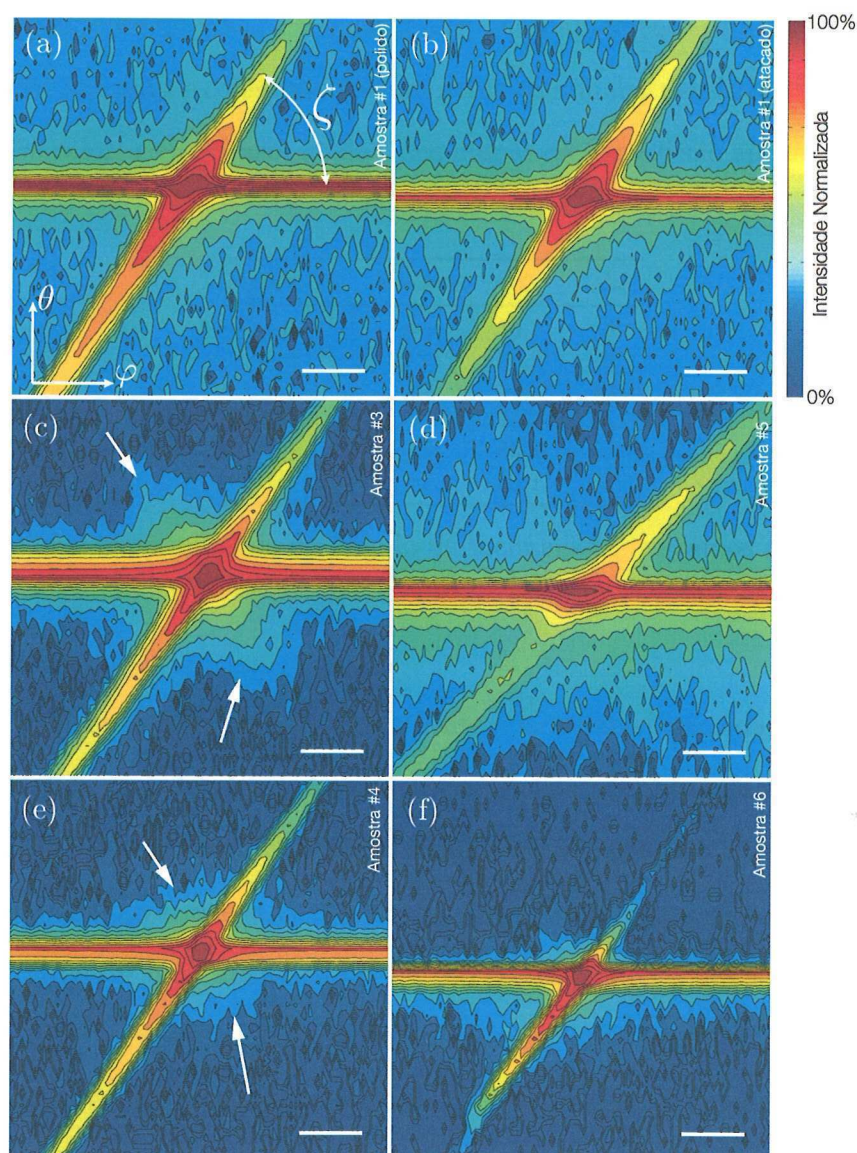 (a)
ζ
θ
φ
Amostra #1 (polido)
(b)
Amostra #1 (atacado)
100%
Intensidade Normalizada
0%
(c)
Amostra #3
(d)
Amostra #5
(e)
Amostra #4
(f)
Amostra #6